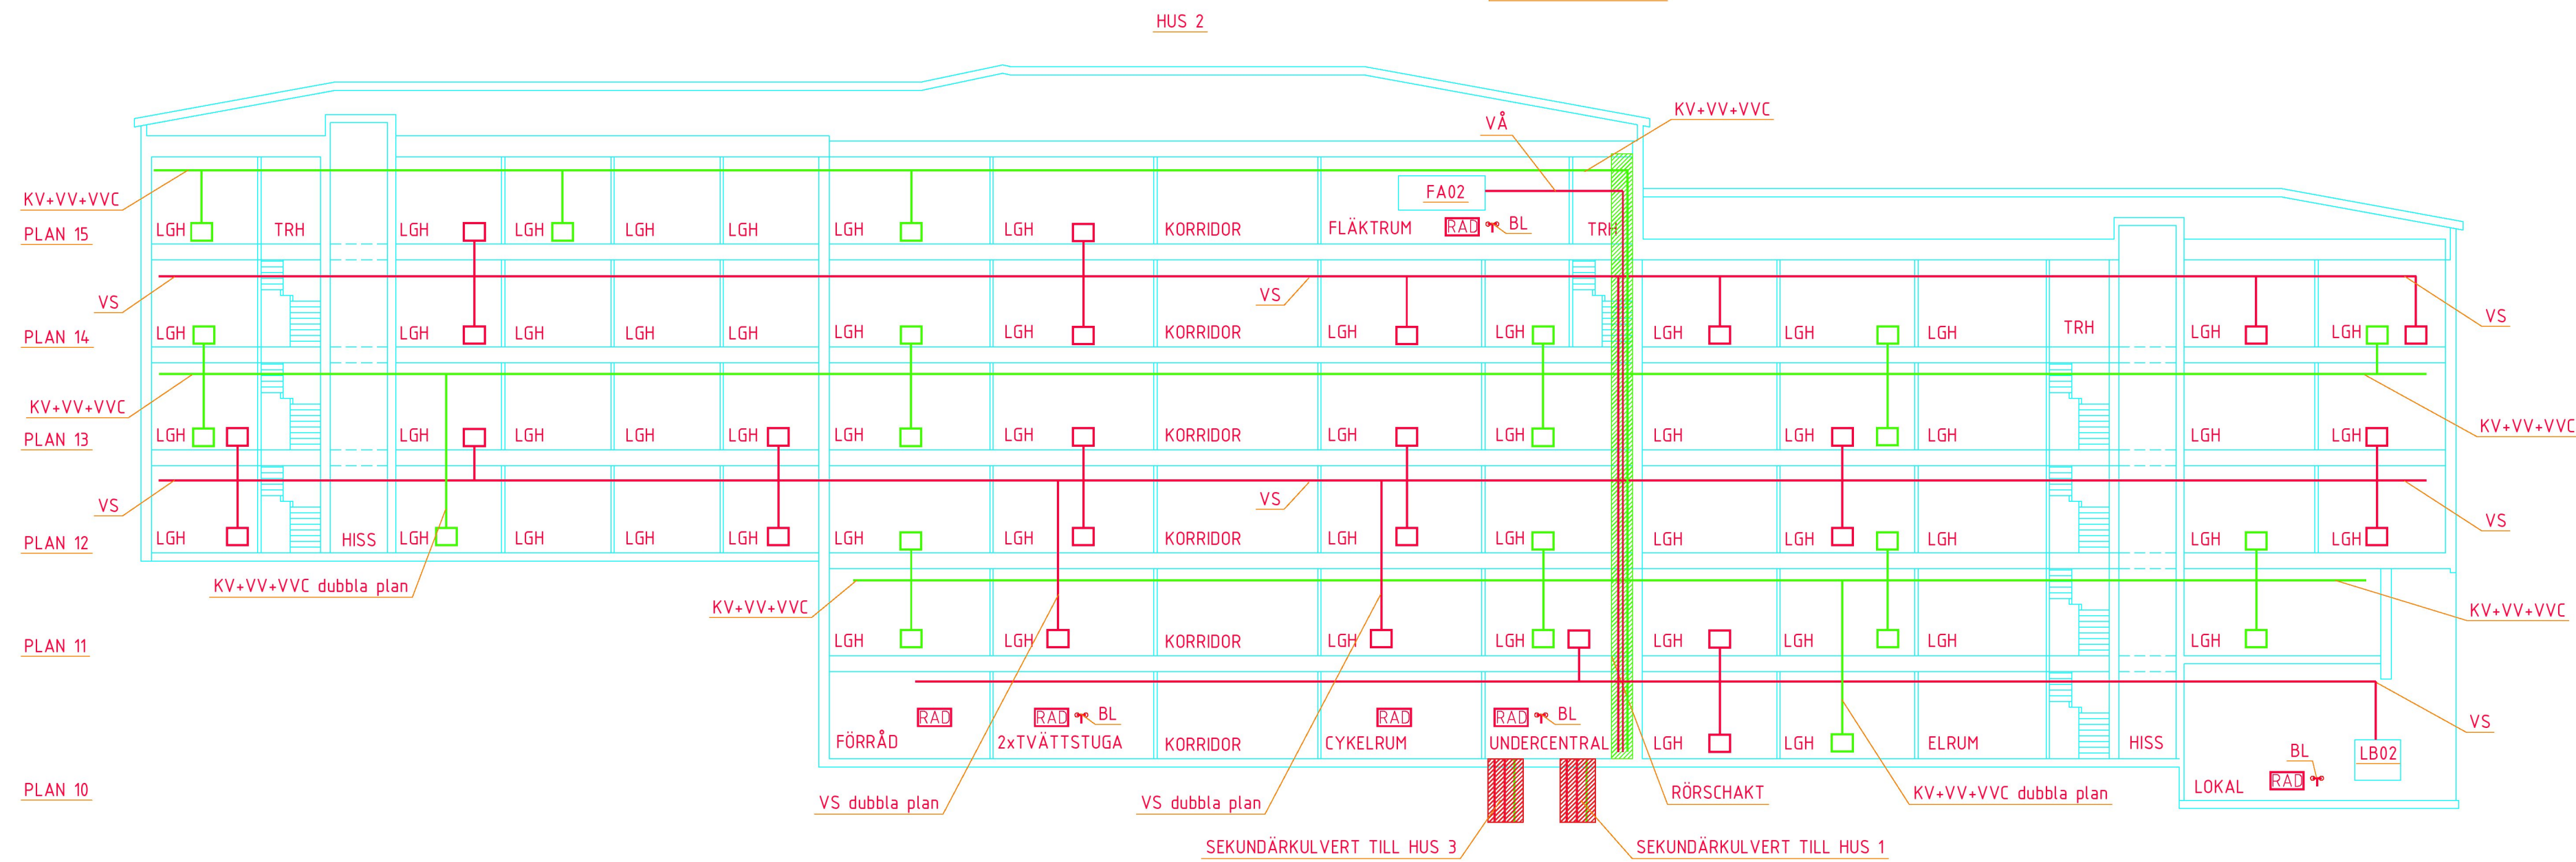 HUS 2
KV+VV+VVC
VÅ
KV+VV+VVC
FA02
PLAN 15
LGH TRH LGH LGH LGH LGH LGH LGH KORRIDOR FLÄKTRUM RAD BL TRH
VS VS VS
PLAN 14
LGH LGH LGH LGH LGH LGH LGH KORRIDOR LGH LGH LGH LGH LGH TRH LGH LGH
KV+VV+VVC KV+VV+VVC
PLAN 13
LGH LGH LGH LGH LGH LGH LGH KORRIDOR LGH LGH LGH LGH LGH LGH LGH
VS VS VS
PLAN 12
LGH HISS LGH LGH LGH LGH LGH LGH KORRIDOR LGH LGH LGH LGH LGH LGH LGH
KV+VV+VVC dubbla plan
KV+VV+VVC KV+VV+VVC
PLAN 11
LGH LGH KORRIDOR LGH LGH LGH LGH LGH LGH
RAD RAD BL RAD RAD BL VS
FÖRRÅD 2xTVÄTTSTUGA KORRIDOR CYKELRUM UNDERCENTRAL LGH LGH ELRUM HISS BL LB02
LOKAL RAD
PLAN 10
VS dubbla plan VS dubbla plan RÖRSCHAKT KV+VV+VVC dubbla plan
SEKUNDÄRKULVERT TILL HUS 3 SEKUNDÄRKULVERT TILL HUS 1